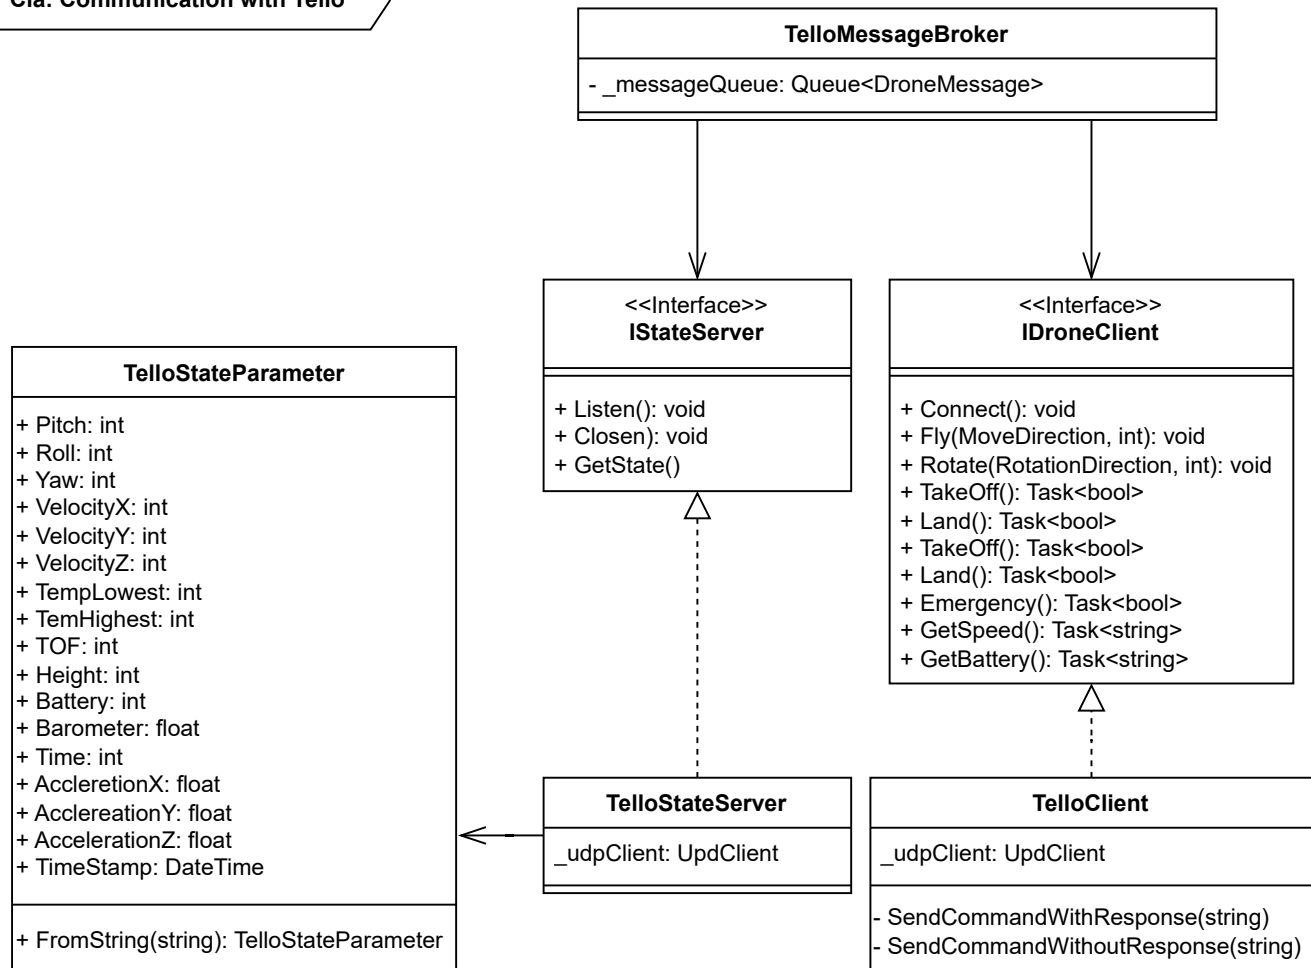 Cla: Communication with Tello
TelloMessageBroker
- _messageQueue: Queue<DroneMessage>
<<Interface>>
IStateServer
+ Listen(): void
+ Closen): void
+ GetState()
<<Interface>>
IDroneClient
+ Connect(): void
+ Fly(MoveDirection, int): void
+ Rotate(RotationDirection, int): void
+ TakeOff(): Task<bool>
+ Land(): Task<bool>
+ TakeOff(): Task<bool>
+ Land(): Task<bool>
+ Emergency(): Task<bool>
+ GetSpeed(): Task<string>
+ GetBattery(): Task<string>
TelloStateParameter
+ Pitch: int
+ Roll: int
+ Yaw: int
+ VelocityX: int
+ VelocityY: int
+ VelocityZ: int
+ TempLowest: int
+ TemHighest: int
+ TOF: int
+ Height: int
+ Battery: int
+ Barometer: float
+ Time: int
+ AccleretionX: float
+ AcclereationY: float
+ AccelerationZ: float
+ TimeStamp: DateTime
+ FromString(string): TelloStateParameter
TelloStateServer
_udpClient: UpdClient
TelloClient
_udpClient: UpdClient
- SendCommandWithResponse(string)
- SendCommandWithoutResponse(string)